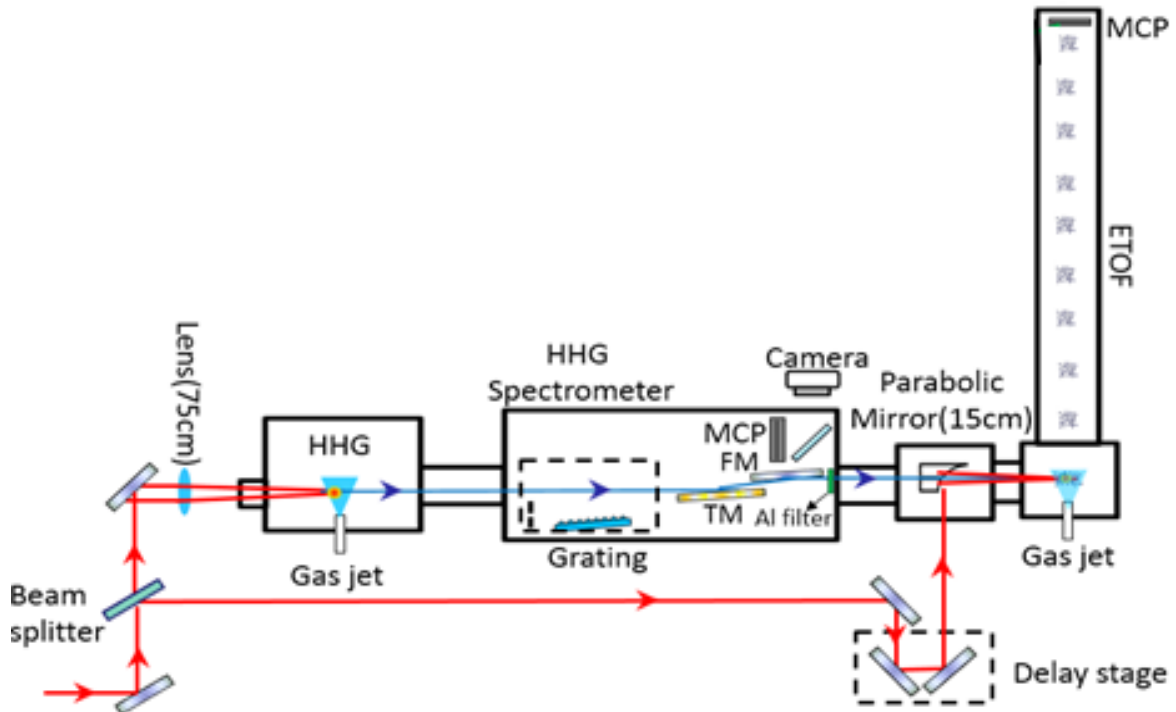 MCP
ETOF
Lens(75cm)
HHG
Spectrometer
Camera
Parabolic
Mirror(15cm)
HHG
MCP
FM
TM
Al filter
Gas jet
Grating
Gas jet
Beam
splitter
Delay stage